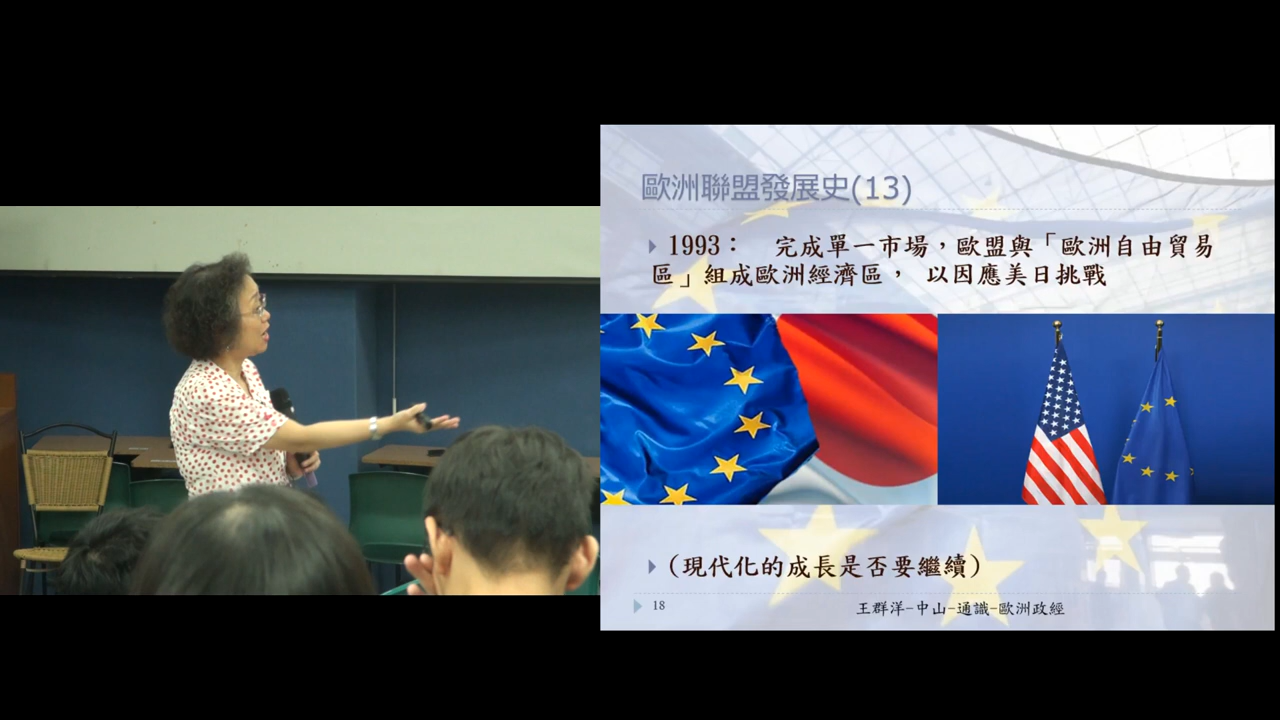 歐洲聯盟發展史(13)
1993：　完成單一市場，歐盟與「歐洲自由貿易
區」組成歐洲經濟區， 以因應美日挑戰
(現代化的成長是否要繼續)
18
王群洋-中山-通識-歐洲政經